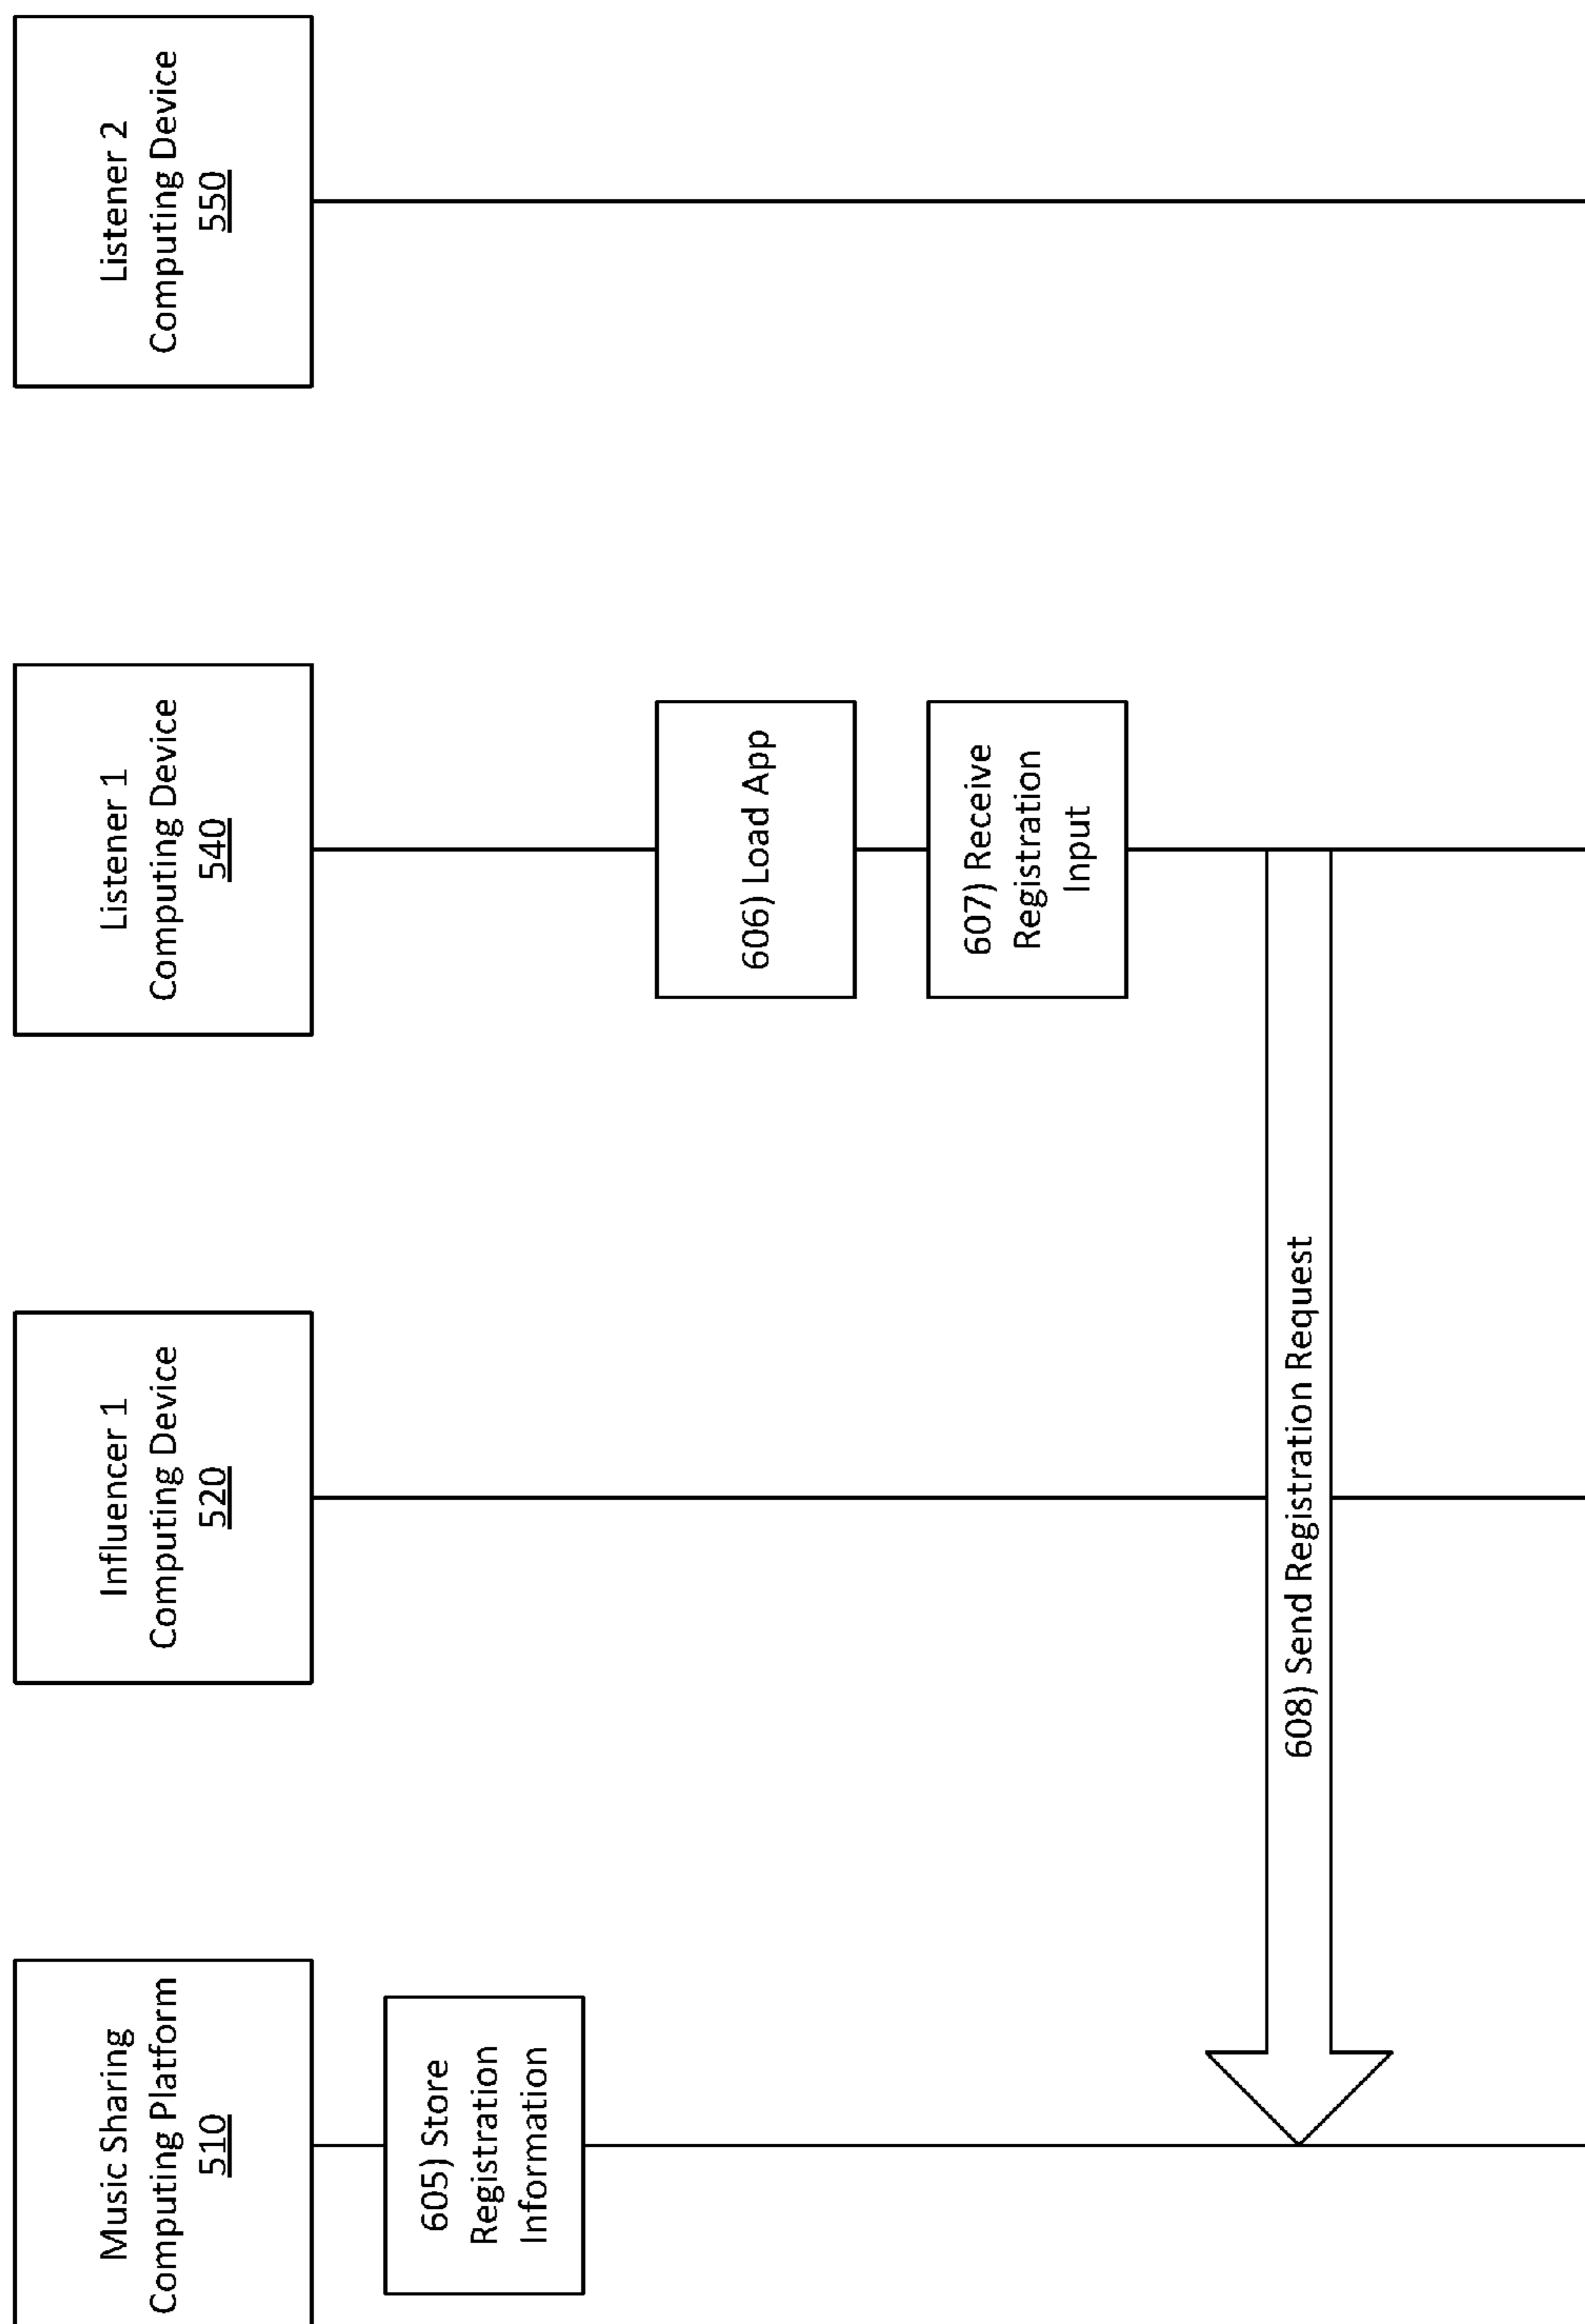 Music Sharing
Computing Platform
510
Influencer 1
Computing Device
520
Listener 1
Computing Device
540
Listener 2
Computing Device
550
605) Store
Registration
Information
606) Load App
607) Receive
Registration
Input
608) Send Registration Request